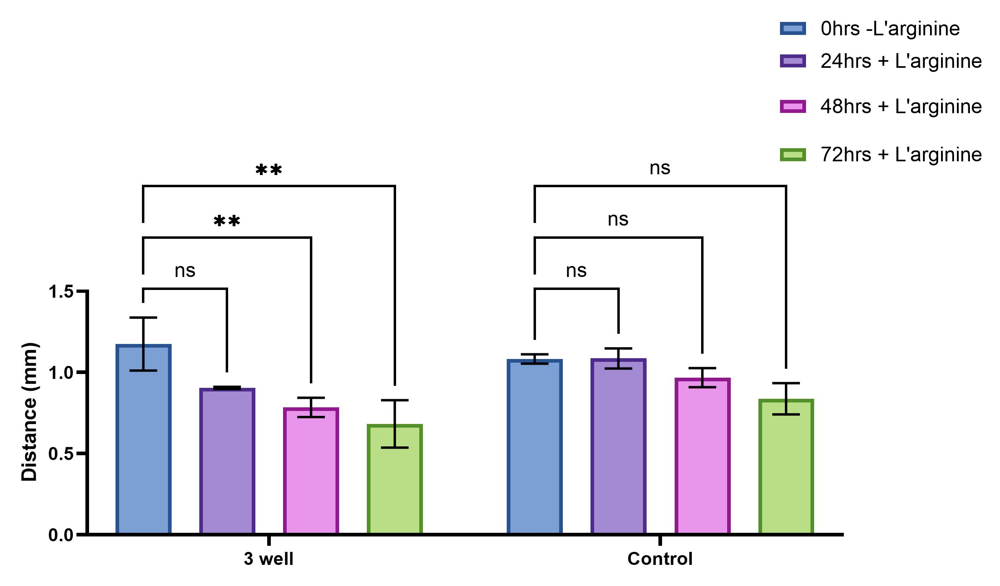 0hrs -L'arginine
24hrs + L'arginine
48hrs + L'arginine
72hrs + L'arginine
** ns
** ns
ns ns
1.5
1.0
0.5
0.0
Distance (mm)
3 well Control